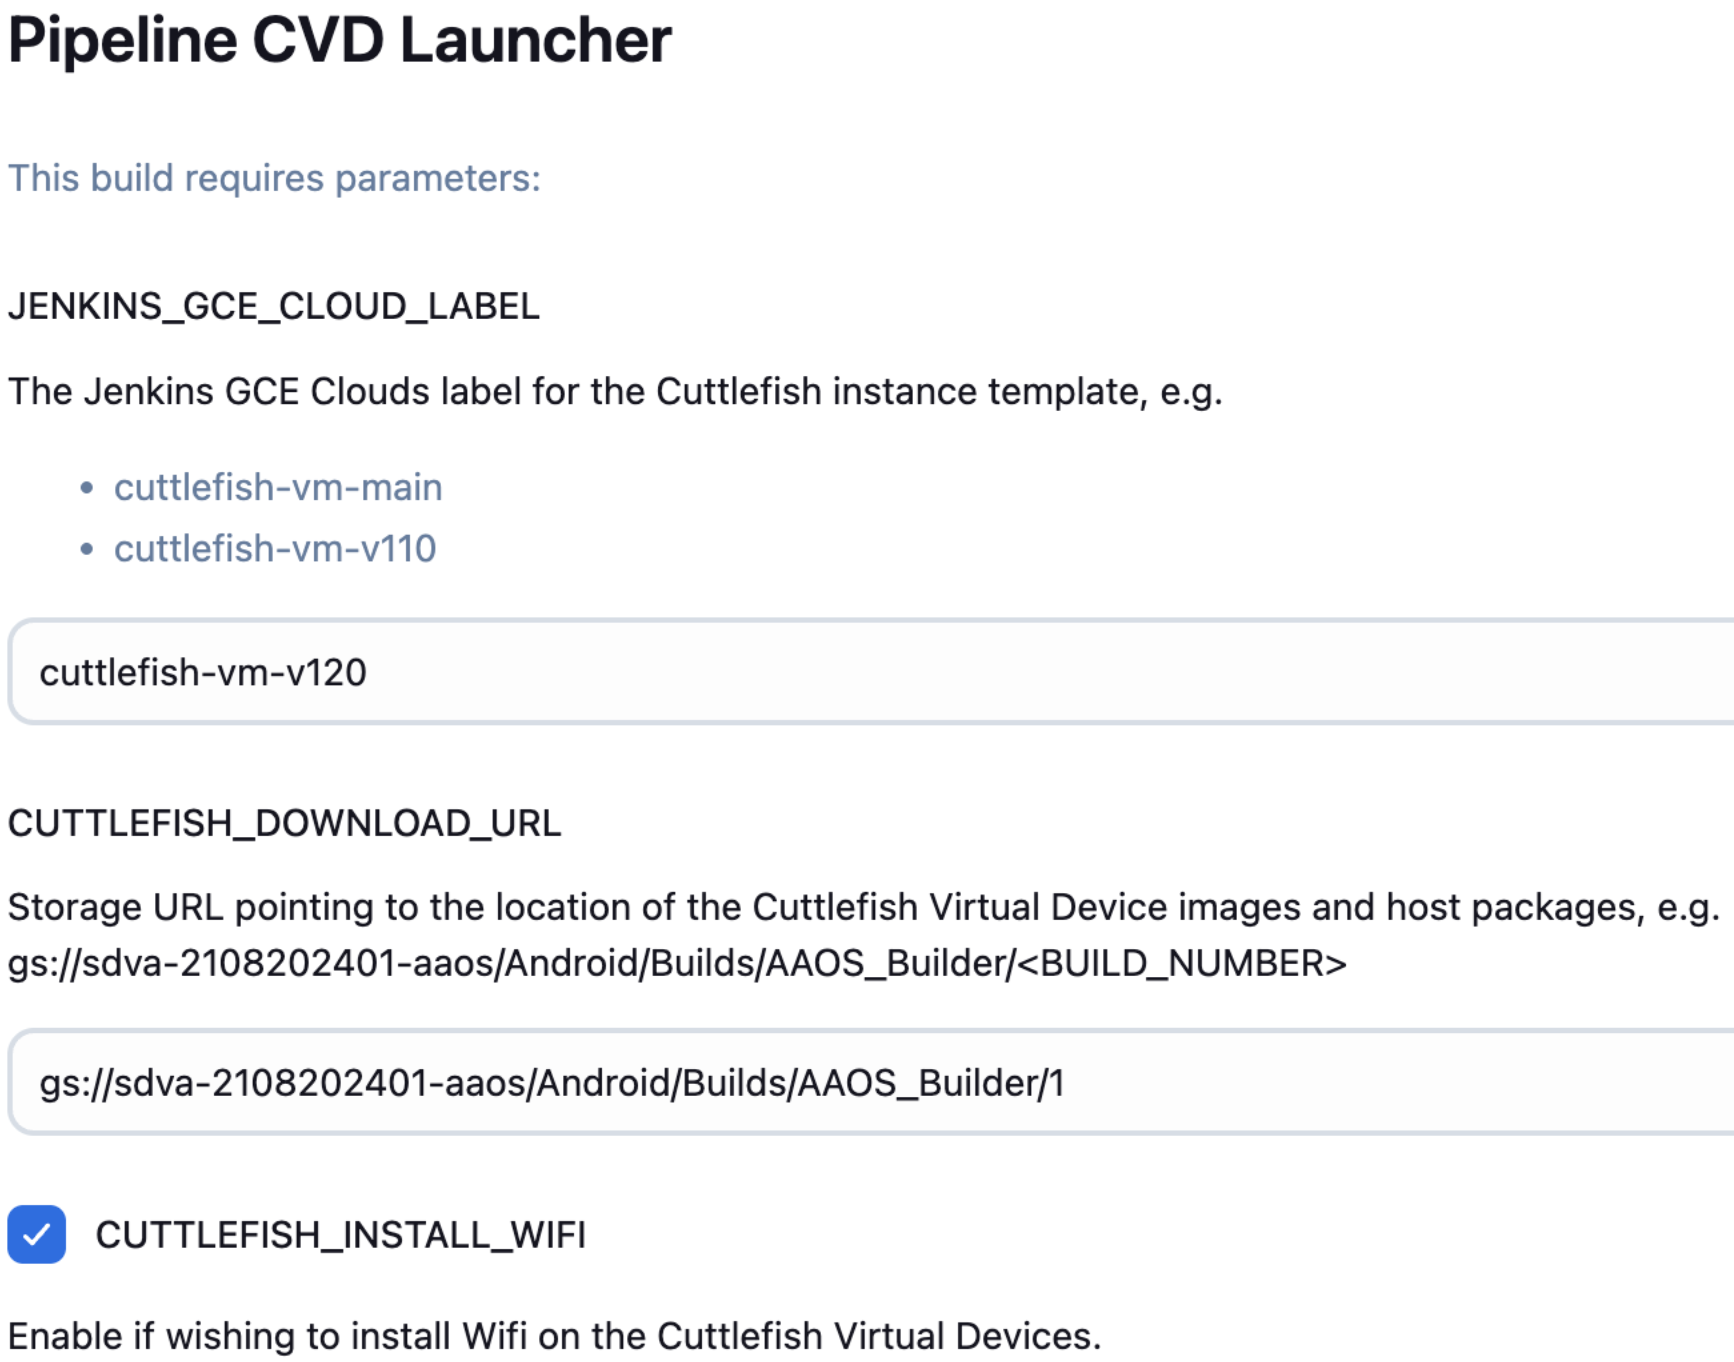 Pipeline CVD Launcher
This build requires parameters:
JENKINS_GCE_CLOUD_LABEL
The Jenkins GCE Clouds label for the Cuttlefish instance template, e.g.
• cuttlefish-vm-main
• cuttlefish-vm-v110
cuttlefish-vm-v120
CUTTLEFISH_DOWNLOAD_URL
Storage URL pointing to the location of the Cuttlefish Virtual Device images and host packages, e.g.
gs://sdva-2108202401-aaos/Android/Builds/AAOS_Builder/<BUILD_NUMBER>
gs://sdva-2108202401-aaos/Android/Builds/AAOS_Builder/1
CUTTLEFISH_INSTALL_WIFI
Enable if wishing to install Wifi on the Cuttlefish Virtual Devices.